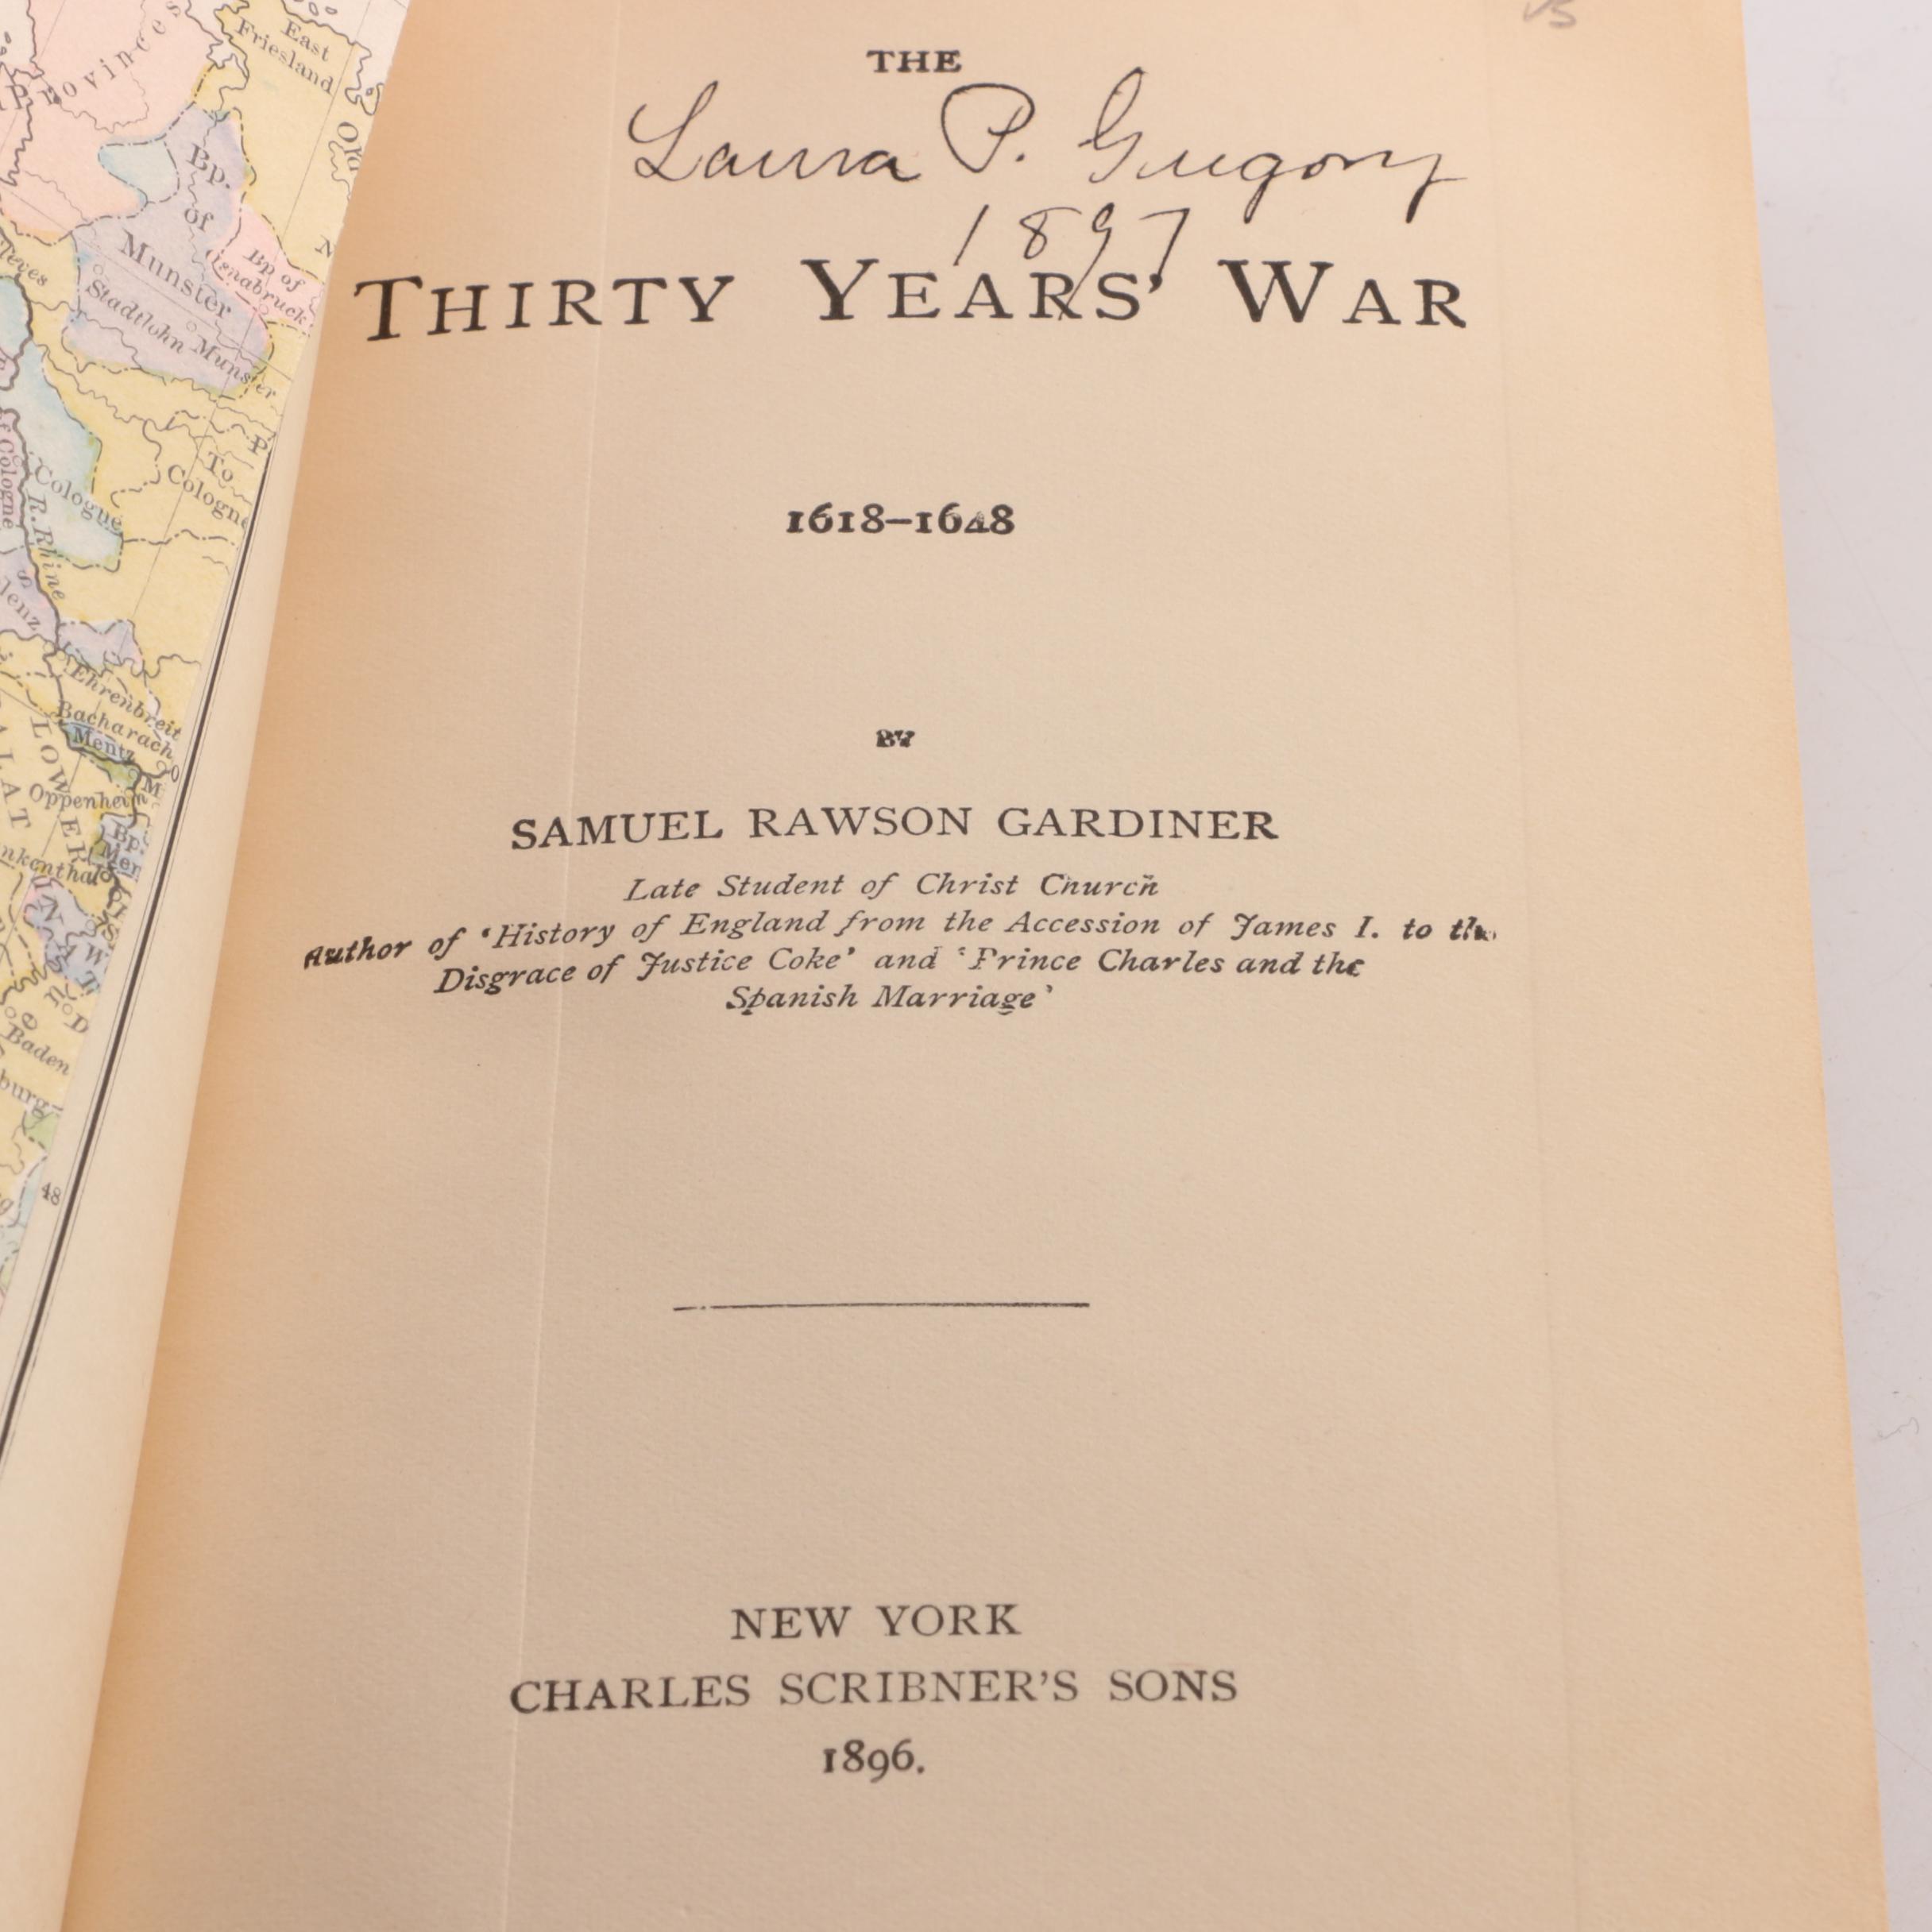 THE
Laura P. Gregory
1897
THIRTY YEARS' WAR
1618–1648
BY
SAMUEL RAWSON GARDINER
Late Student of Christ Church
Author of 'History of England from the Accession of James I. to the
Disgrace of Justice Coke' and 'Prince Charles and the
Spanish Marriage'
NEW YORK
CHARLES SCRIBNER'S SONS
1896.
East
Friesland
Bp.
of
Munster
Bp of
Osnabruck
Stadtlohn Munster
To
Cologne
Cologne
R. Rhine
Ehrenbreit
Bacharach
Mentz
LOWER
Oppenheim
Baden
48